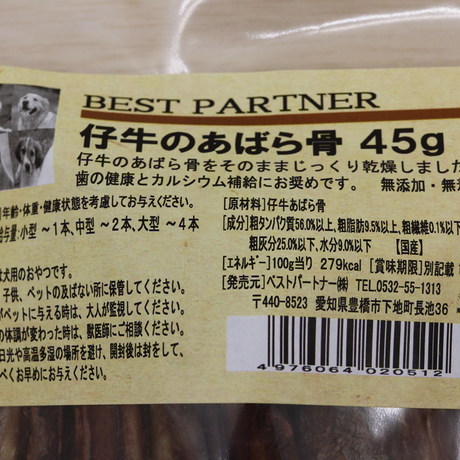 BEST PARTNER
仔牛のあばら骨 45g
仔牛のあばら骨をそのままじっくり乾燥しました
歯の健康とカルシウム補給にお奨めです。 無添加・無
年齢・体重・健康状態を考慮してお与えください。
給与量:小型 ～1本、中型 ～2本、大型 ～4本
は犬用のおやつです。
子供、ペットの及ばない所に保管してください。
ペットに与える時は、大人が監視してください。
の体調が変わった時は、獣医師にご相談ください。
日光や高温多湿の場所を避け、開封後は封をして、
べくお早めにお与えください。
[原材料]仔牛あばら骨
[成分]粗タンパク質56.0%以上、粗脂肪9.5%以上、粗繊維0.1%以下
粗灰分25.0%以下、水分9.0%以下 【国産】
[エネルギー]100g当り 279kcal [賞味期限]別記載
[発売元]ベストパートナー㈱ TEL.0532-55-1313
〒440-8523 愛知県豊橋市下地町長池36
4976064 020512